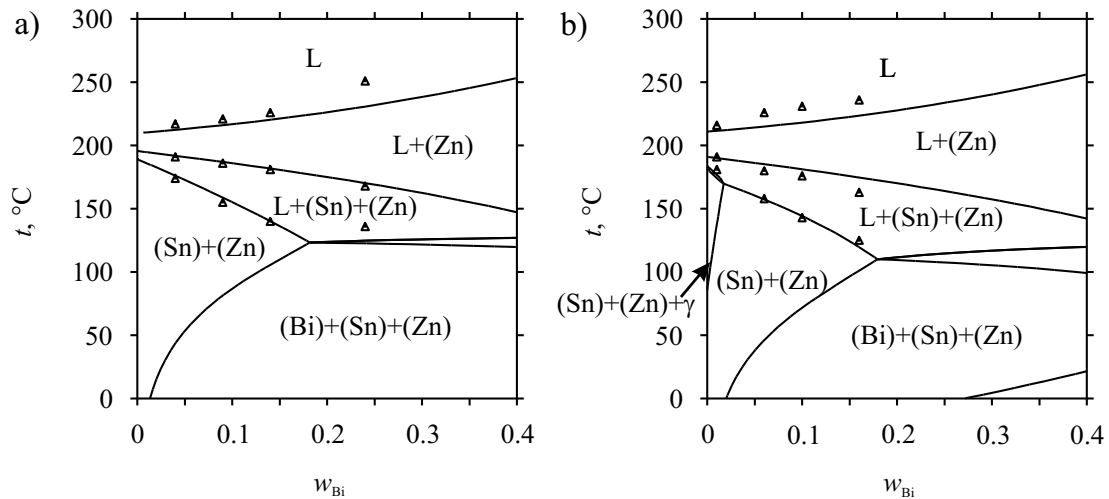 a)
300
250
200
150
100
50
0
t, °C
L
L+(Zn)
L+(Sn)+(Zn)
(Sn)+(Zn)
(Bi)+(Sn)+(Zn)
0
0.1
0.2
0.3
0.4
wBi
b)
300
250
200
150
100
50
0
t, °C
L
L+(Zn)
L+(Sn)+(Zn)
(Sn)+(Zn)
(Sn)+(Zn)+γ
(Bi)+(Sn)+(Zn)
0
0.1
0.2
0.3
0.4
wBi